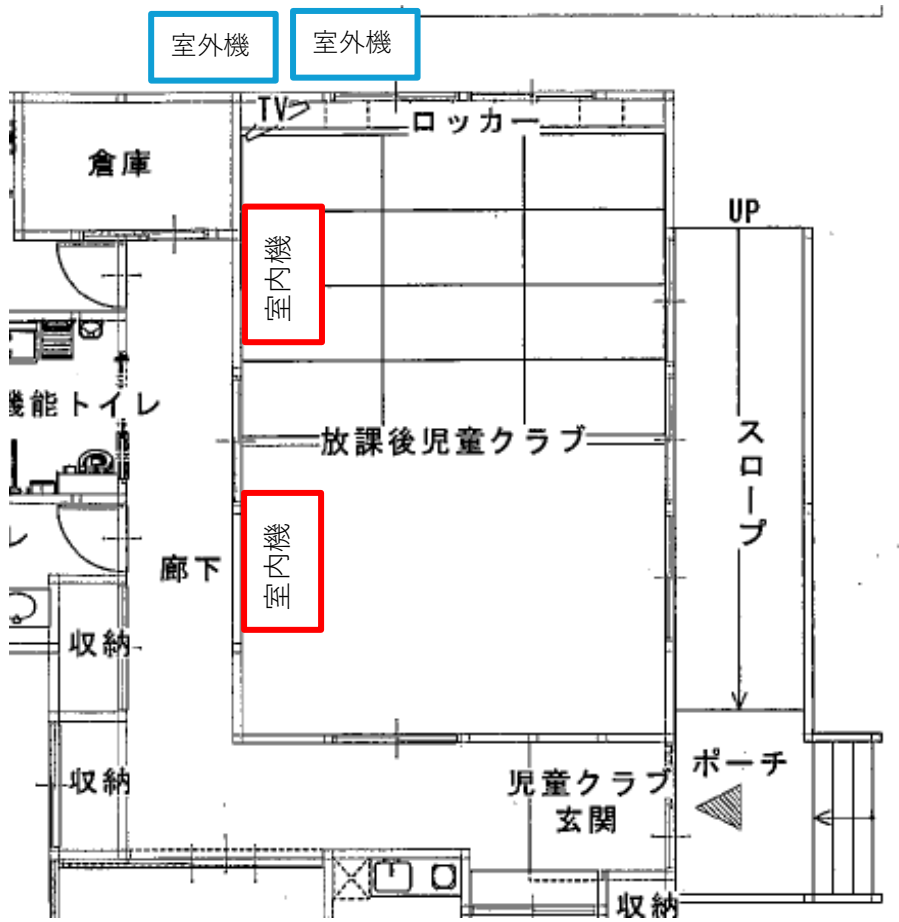 室外機
室外機
TV
ロッカー
倉庫
UP
室内機
機能トイレ
放課後児童クラブ
スロープ
室内機
廊下
レ
収納
収納
ポーチ
児童クラブ
玄関
収納